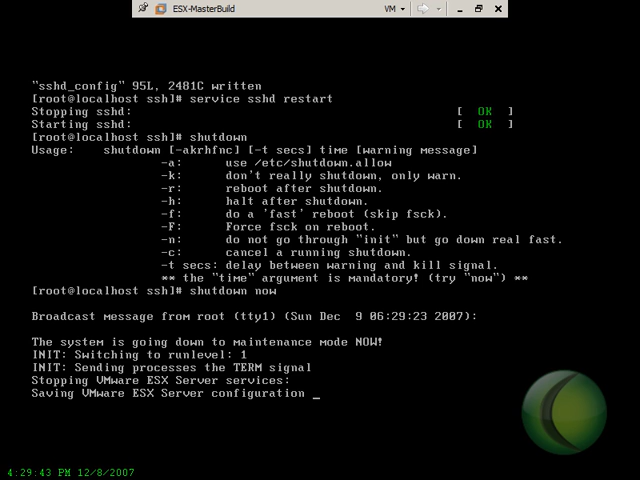 ESX-MasterBuild
VM
"sshd_config" 95L, 2481C written
[root@localhost ssh]# service sshd restart
Stopping sshd: [ OK ]
Starting sshd: [ OK ]
[root@localhost ssh]# shutdown
Usage: shutdown [-akrhfnc] [-t secs] time [warning message]
-a: use /etc/shutdown.allow
-k: don't really shutdown, only warn.
-r: reboot after shutdown.
-h: halt after shutdown.
-f: do a 'fast' reboot (skip fsck).
-F: Force fsck on reboot.
-n: do not go through "init" but go down real fast.
-c: cancel a running shutdown.
-t secs: delay between warning and kill signal.
** the "time" argument is mandatory! (try "now") **
[root@localhost ssh]# shutdown now
Broadcast message from root (tty1) (Sun Dec 9 06:29:23 2007):
The system is going down to maintenance mode NOW!
INIT: Switching to runlevel: 1
INIT: Sending processes the TERM signal
Stopping VMware ESX Server services:
Saving VMware ESX Server configuration _
4:29:43 PM 12/8/2007